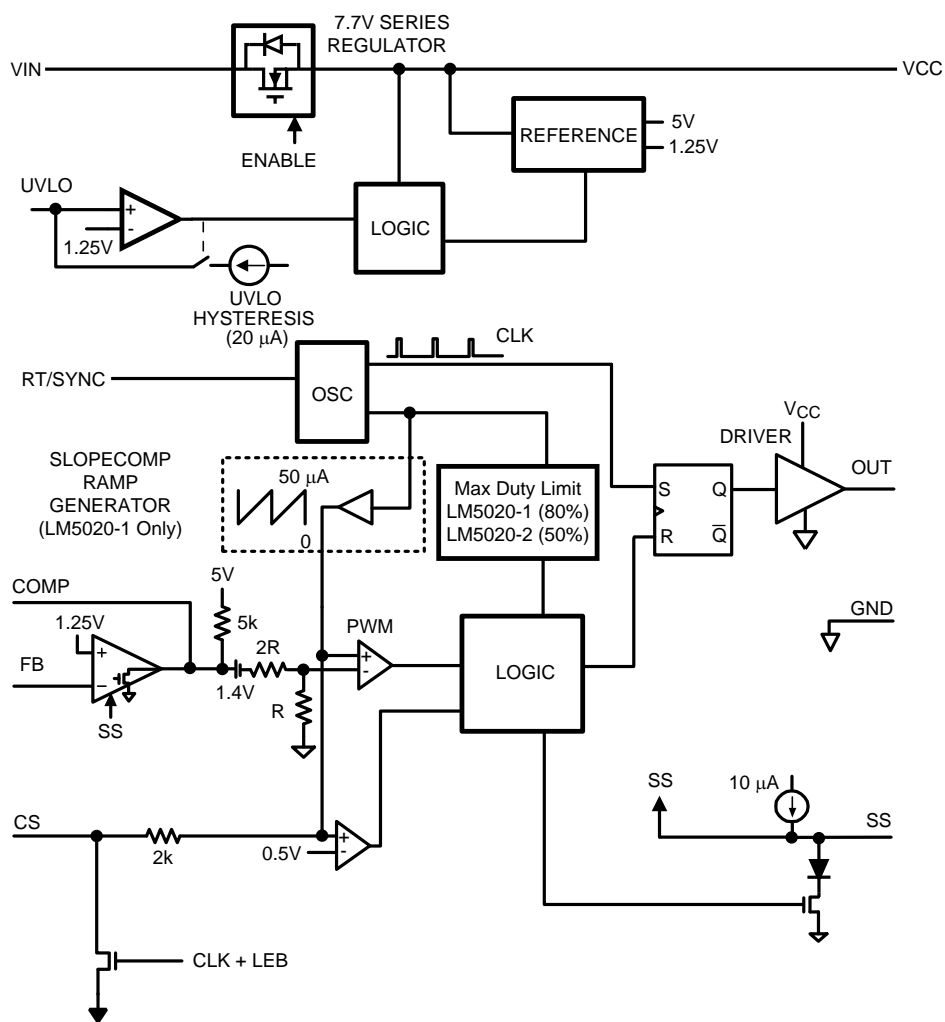 7.7V SERIES
REGULATOR
VIN
VCC
ENABLE
REFERENCE
5V
1.25V
UVLO
+
-
1.25V
LOGIC
UVLO
HYSTERESIS
(20 μA)
CLK
RT/SYNC
OSC
VCC
DRIVER
OUT
SLOPECOMP
RAMP
GENERATOR
(LM5020-1 Only)
50 μA
0
Max Duty Limit
LM5020-1 (80%)
LM5020-2 (50%)
S
Q
R
Q̅
COMP
5V
5k
1.25V
+
-
FB
SS
1.4V
2R
R
PWM
+
-
LOGIC
GND
CS
2k
0.5V
+
-
SS
10 μA
SS
CLK + LEB